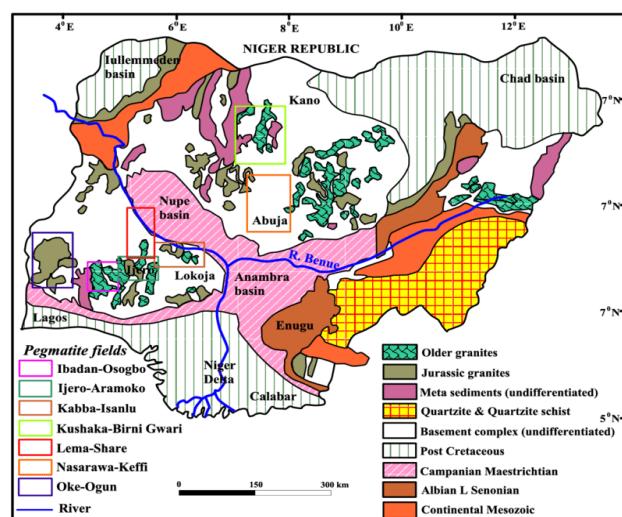 4°E 6°E 8°E 10°E 12°E
NIGER REPUBLIC
Iullemmeden
basin
Chad basin
Kano
7°N
Nupe
basin
Abuja
7°N
Ijero
Lokoja
R. Benue
Anambra
basin
Lagos
Enugu
7°N
Niger
Delta
Calabar
5°N
Pegmatite fields
Ibadan-Osogbo
Ijero-Aramoko
Kabba-Isanlu
Kushaka-Birni Gwari
Lema-Share
Nasarawa-Keffi
Oke-Ogun
River
0 150 300 km
Older granites
Jurassic granites
Meta sediments (undifferentiated)
Quartzite & Quartzite schist
Basement complex (undifferentiated)
Post Cretaceous
Campanian Maestrichtian
Albian L Senonian
Continental Mesozoic